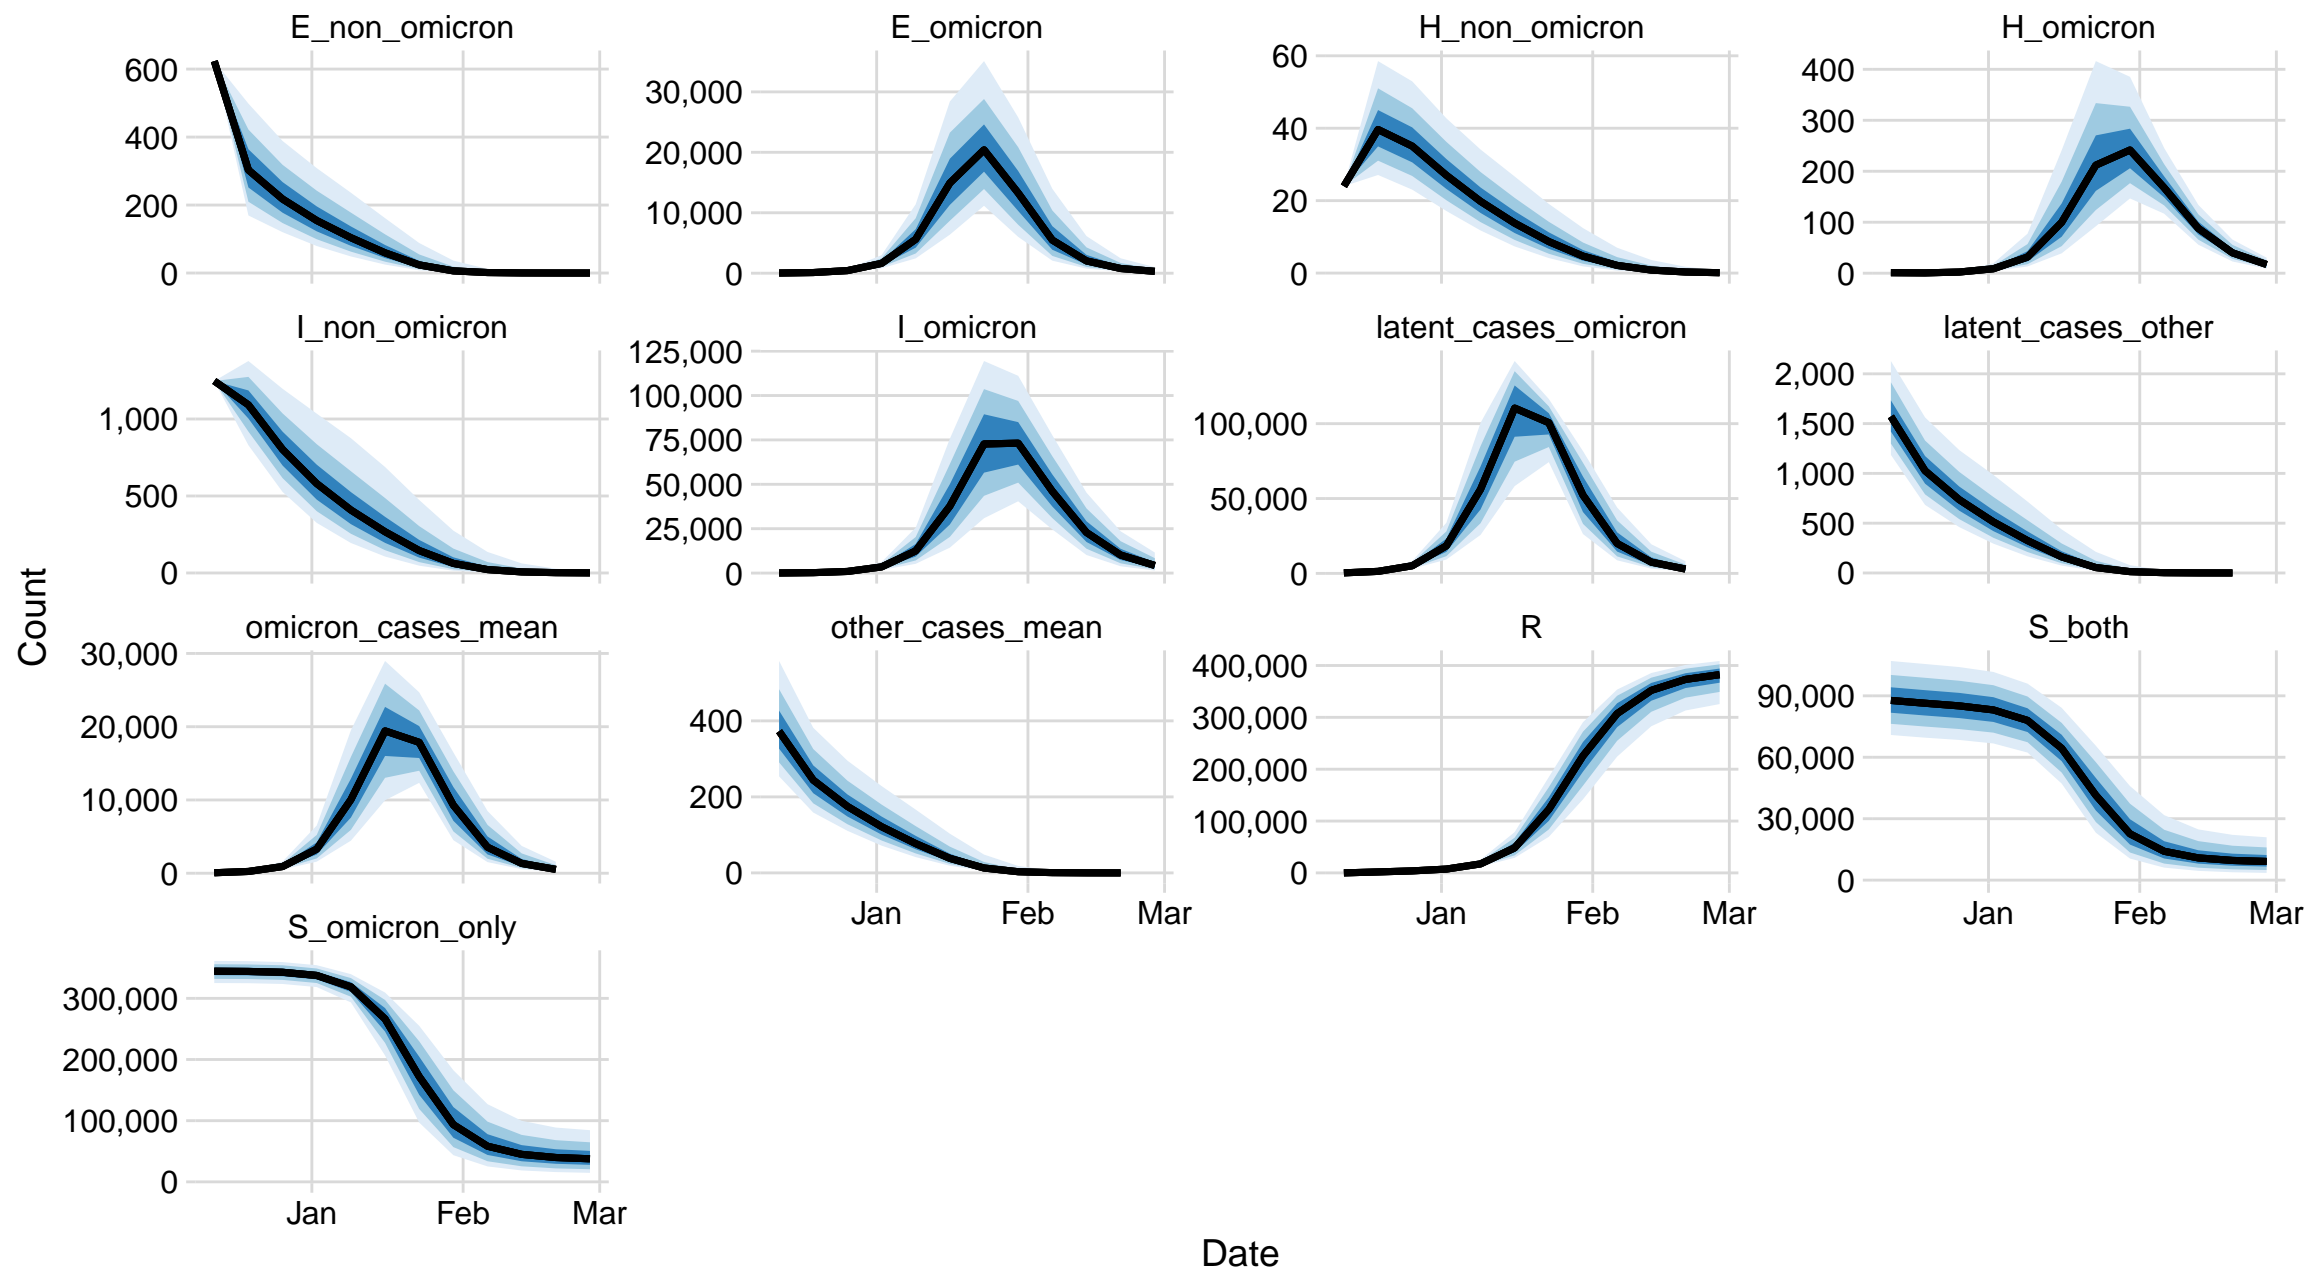 E_non_omicron
600
400
200
0
E_omicron
30,000
20,000
10,000
0
H_non_omicron
60
40
20
0
H_omicron
400
300
200
100
0
I_non_omicron
1,000
500
0
I_omicron
125,000
100,000
75,000
50,000
25,000
0
latent_cases_omicron
100,000
50,000
0
latent_cases_other
2,000
1,500
1,000
500
0
Count
omicron_cases_mean
30,000
20,000
10,000
0
other_cases_mean
400
200
0
Jan Feb Mar
R
400,000
300,000
200,000
100,000
0
Jan Feb Mar
S_both
90,000
60,000
30,000
0
Jan Feb Mar
S_omicron_only
300,000
200,000
100,000
0
Jan Feb Mar
Date